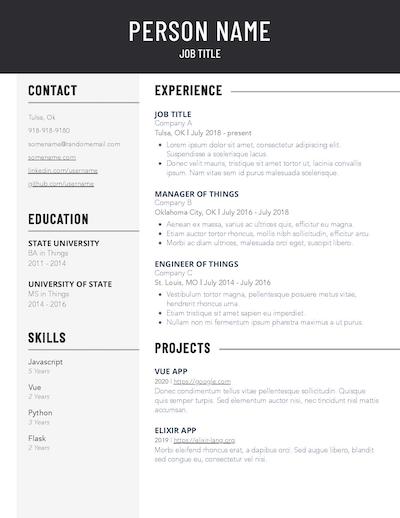 PERSON NAME
JOB TITLE
CONTACT
Tulsa, Ok
918-918-9180
somename@randomemail.com
somename.com
linkedin.com/username
github.com/username
EDUCATION
STATE UNIVERSITY
BA in Things
2011 - 2014
UNIVERSITY OF STATE
MS in Things
2014 - 2016
SKILLS
Javascript
5 Years
Vue
2 Years
Python
3 Years
Flask
2 Years
EXPERIENCE
JOB TITLE
Company A
Tulsa, OK | July 2018 - present
• Lorem ipsum dolor sit amet, consectetur adipiscing elit.
Suspendisse a scelerisque lacus.
• Donec velit mauris, tristique sit amet tortor ut, lacinia convallis
Nam vitae sem id purus malesuada scelerisque.
MANAGER OF THINGS
Company B
Oklahoma City, OK | July 2016 - July 2018
• Aenean ex massa, varius ac ultrices quis, efficitur eu magna.
• Etiam auctor tortor rhoncus, mollis nibh sollicitudin, efficitur arcu.
• Morbi ac diam ultrices, malesuada orci eget, suscipit libero.
ENGINEER OF THINGS
Company C
St. Louis, MO | July 2014 - July 2016
• Vestibulum tortor magna, pellentesque posuere metus vitae,
hendrerit rhoncus urna.
• Etiam tristique sit amet sapien eu imperdiet.
• Nullam non mi fermentum ipsum pharetra maximus a ut purus.
PROJECTS
VUE APP
2020 | https://google.com
Donec condimentum tellus vitae pellentesque sollicitudin. Quisque
quis semper turpis. Sed elementum auctor nisi, nec tincidunt nisl mattis
accumsan.
ELIXIR APP
2019 | https://elixir-lang.org
Morbi eleifend rhoncus erat, a dapibus orci. Sed augue libero, blandit
sed congue eu, consectetur vel nisi.